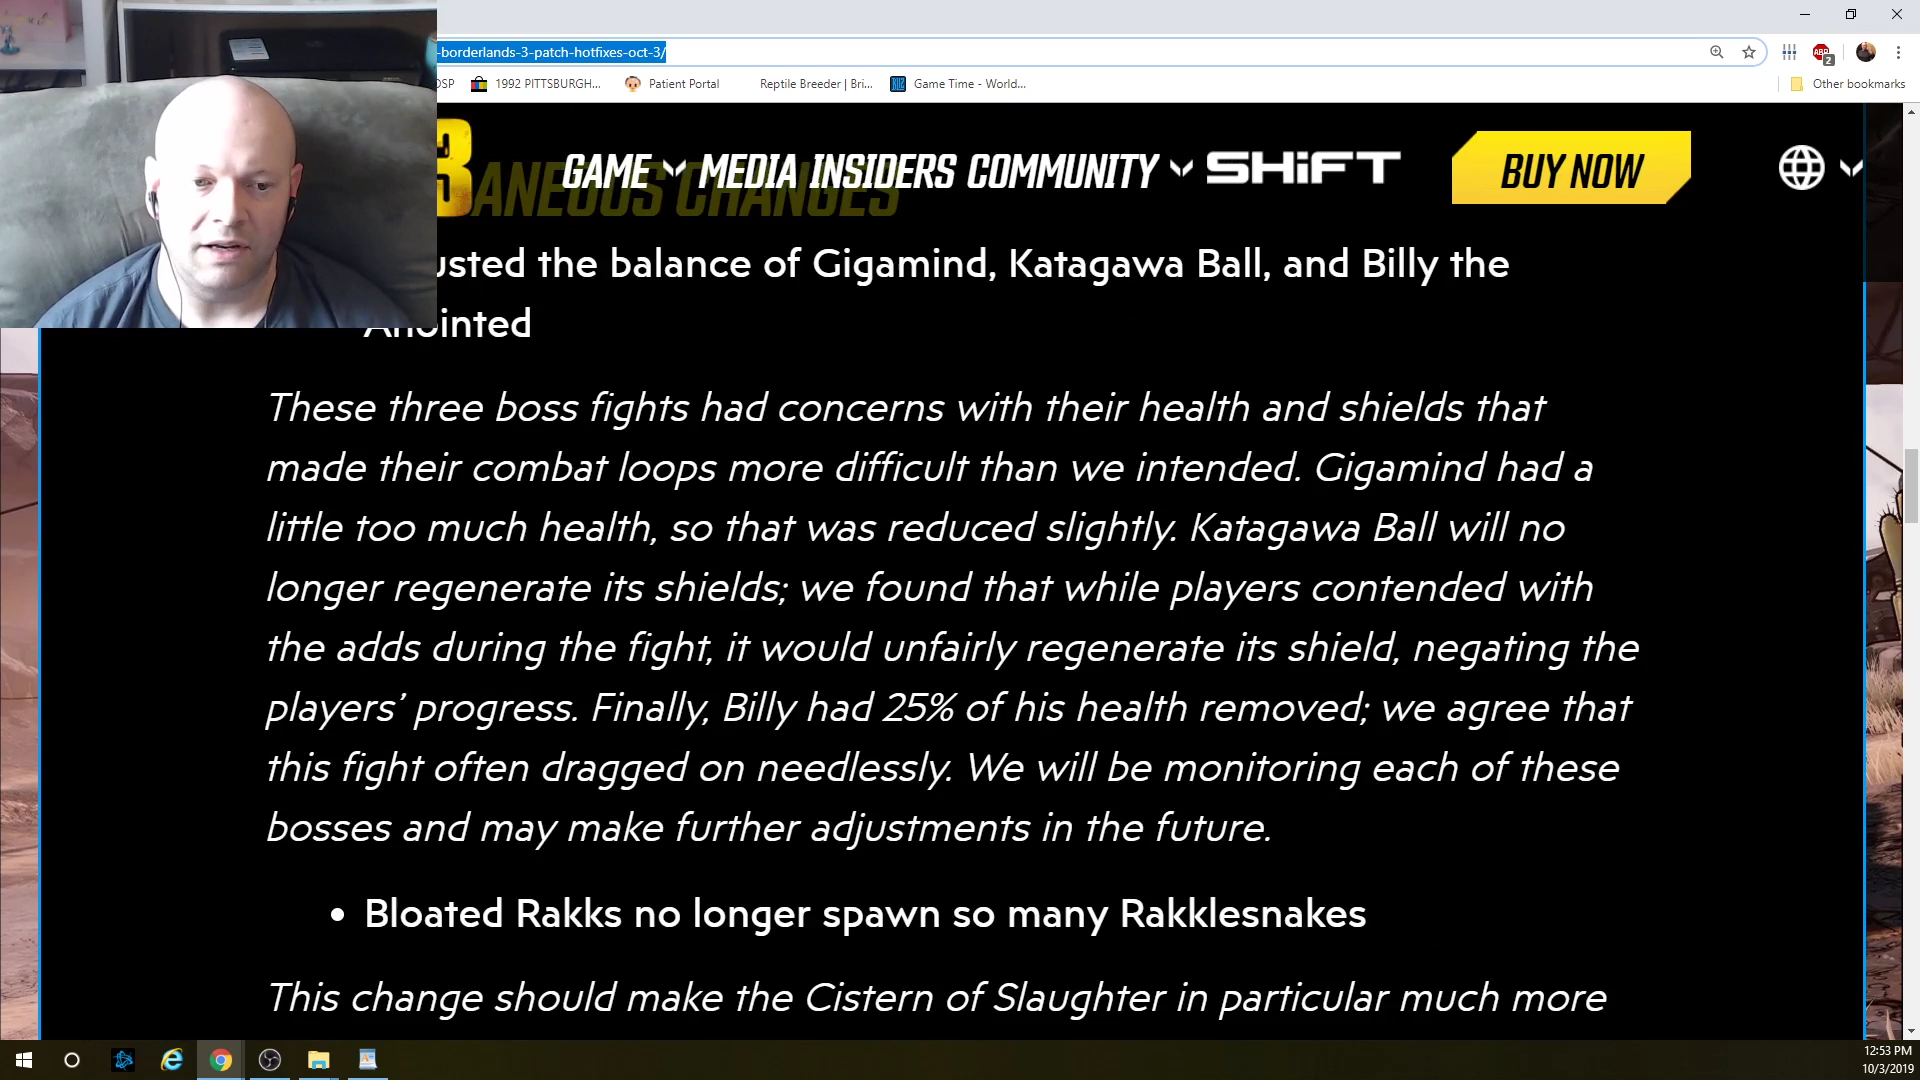 -borderlands-3-patch-hotfixes-oct-3/
ABP 2
OSP 1992 PITTSBURGH... Patient Portal Reptile Breeder | Bri... Game Time - World... Other bookmarks
3 GAME MEDIA INSIDERS COMMUNITY SHiFT BUY NOW
ANEOUS CHANGES
usted the balance of Gigamind, Katagawa Ball, and Billy the
Anointed
These three boss fights had concerns with their health and shields that
made their combat loops more difficult than we intended. Gigamind had a
little too much health, so that was reduced slightly. Katagawa Ball will no
longer regenerate its shields; we found that while players contended with
the adds during the fight, it would unfairly regenerate its shield, negating the
players’ progress. Finally, Billy had 25% of his health removed; we agree that
this fight often dragged on needlessly. We will be monitoring each of these
bosses and may make further adjustments in the future.
• Bloated Rakks no longer spawn so many Rakklesnakes
This change should make the Cistern of Slaughter in particular much more
12:53 PM
10/3/2019